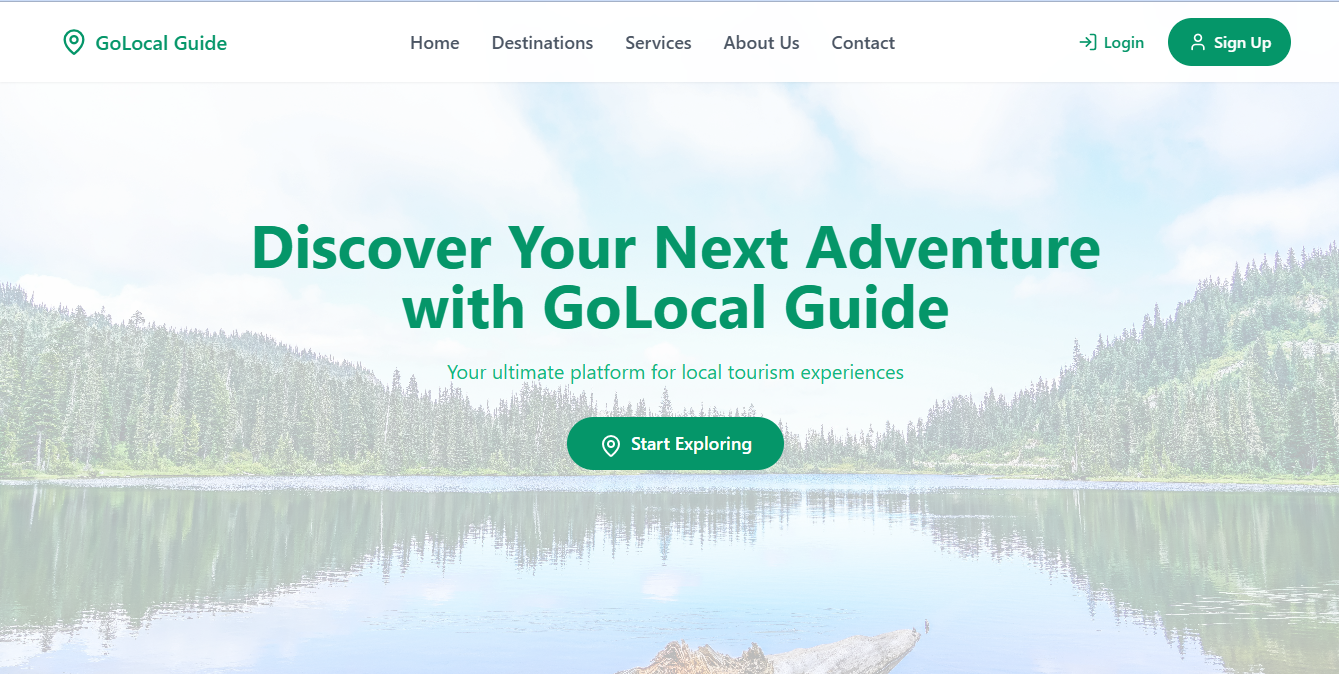 GoLocal Guide
Home Destinations Services About Us Contact
Login
Sign Up
Discover Your Next Adventure
with GoLocal Guide
Your ultimate platform for local tourism experiences
Start Exploring